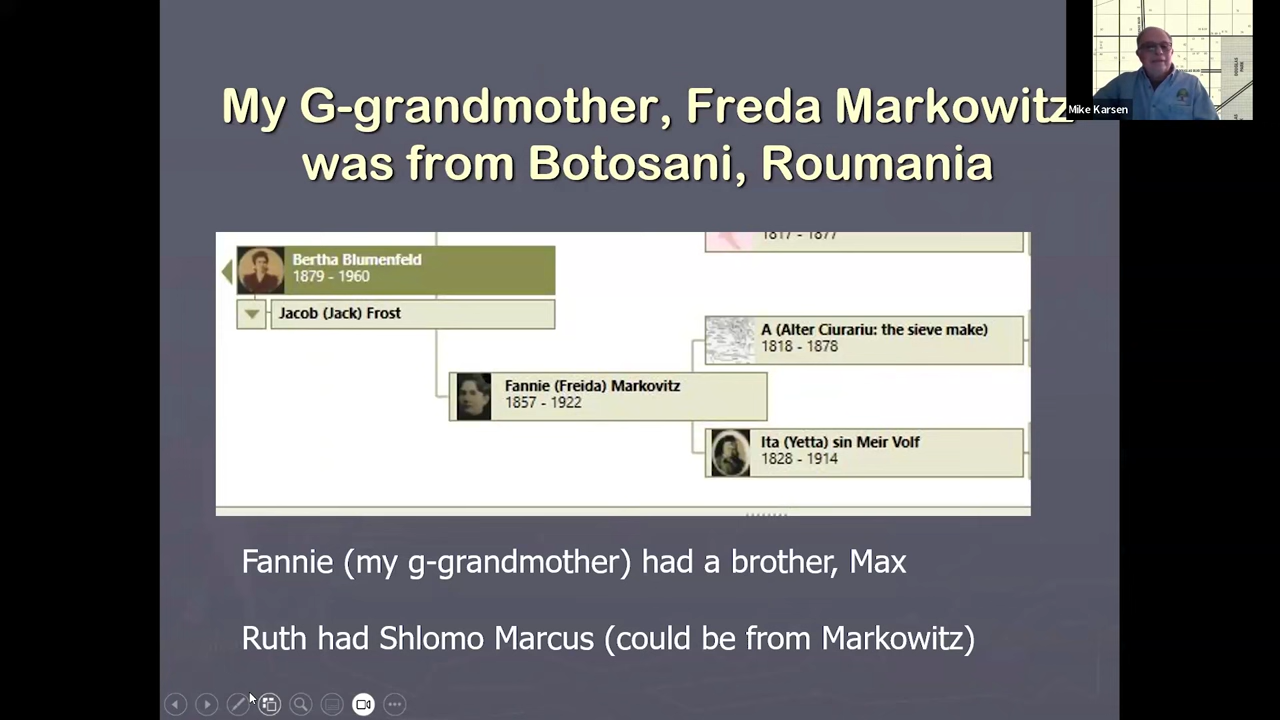 My G-grandmother, Freda Markowitz
was from Botosani, Roumania
Mike Karsen
1817 - 1877
Bertha Blumenfeld
1879 - 1960
Jacob (Jack) Frost
A (Alter Ciurariu: the sieve make)
1818 - 1878
Fannie (Freida) Markovitz
1857 - 1922
Ita (Yetta) sin Meir Volf
1828 - 1914
Fannie (my g-grandmother) had a brother, Max
Ruth had Shlomo Marcus (could be from Markowitz)